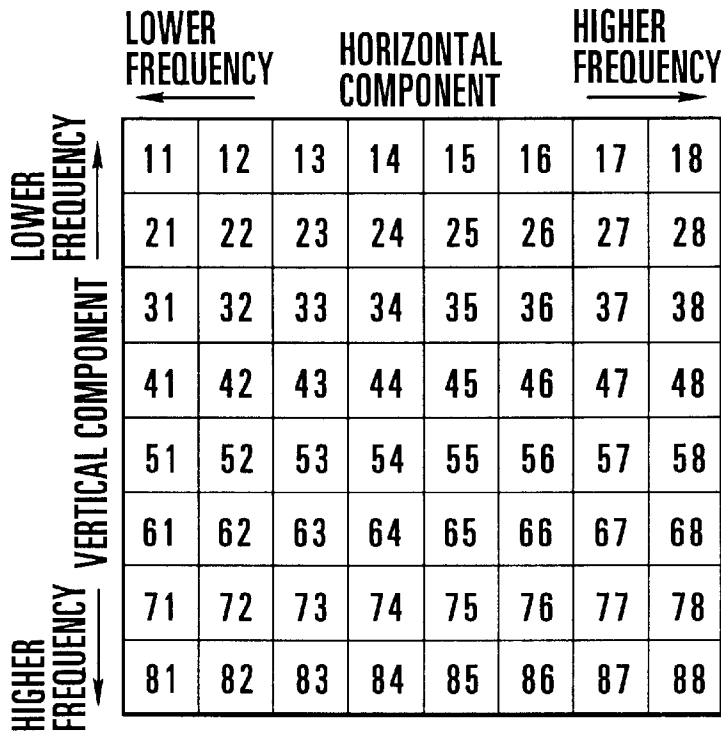 LOWER
FREQUENCY
HORIZONTAL
COMPONENT
HIGHER
FREQUENCY
LOWER
FREQUENCY
VERTICAL COMPONENT
HIGHER
FREQUENCY
11 12 13 14 15 16 17 18
21 22 23 24 25 26 27 28
31 32 33 34 35 36 37 38
41 42 43 44 45 46 47 48
51 52 53 54 55 56 57 58
61 62 63 64 65 66 67 68
71 72 73 74 75 76 77 78
81 82 83 84 85 86 87 88